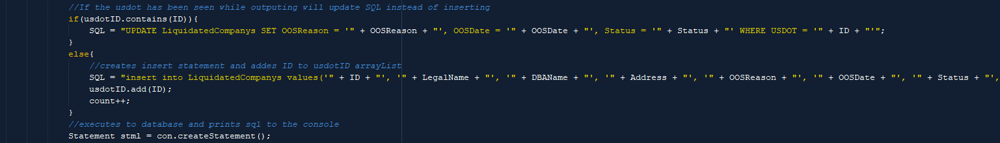 //If the usdot has been seen while outputing will update SQL instead of inserting
if(usdotID.contains(ID)){
SQL = "UPDATE LiquidatedCompanys SET OOSReason = '" + OOSReason + "', OOSDate = '" + OOSDate + "', Status = '" + Status + "' WHERE USDOT = '" + ID + "'";
}
else{
//creates insert statement and addes ID to usdotID arrayList
SQL = "insert into LiquidatedCompanys values('" + ID + "', '" + LegalName + "', '" + DBAName + "', '" + Address + "', '" + OOSReason + "', '" + OOSDate + "', '" + Status + "',
usdotID.add(ID);
count++;
}
//executes to database and prints sql to the console
Statement stml = con.createStatement();